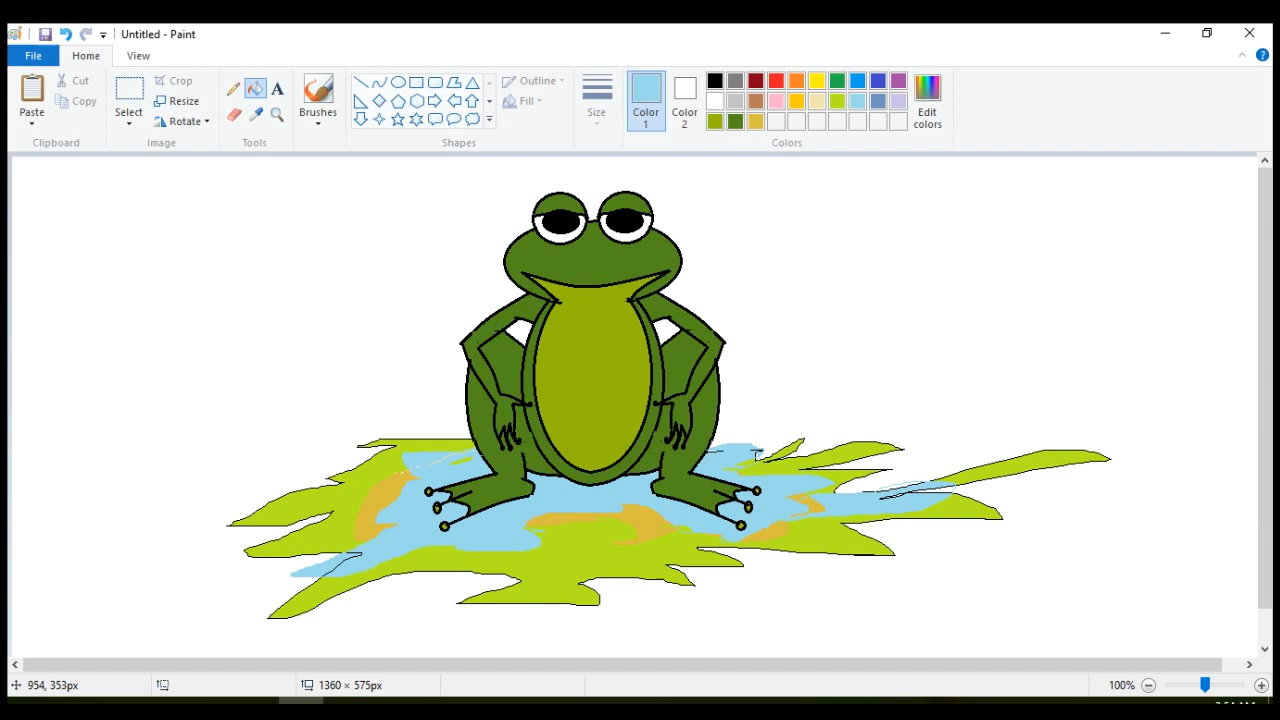 Untitled - Paint
File Home View
Cut
Copy
Paste
Clipboard
Select
Crop
Resize
Rotate
Image
A
Tools
Brushes
Outline
Fill
Shapes
Size
Color 1
Color 2
Edit colors
Colors
954, 353px
1360 × 575px
100%